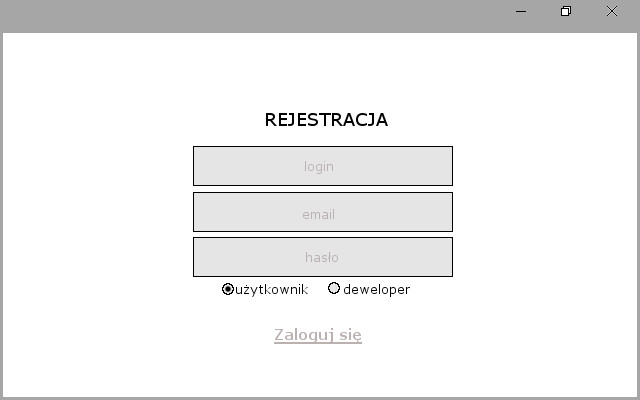 REJESTRACJA
login
email
hasło
użytkownik deweloper
Zaloguj się